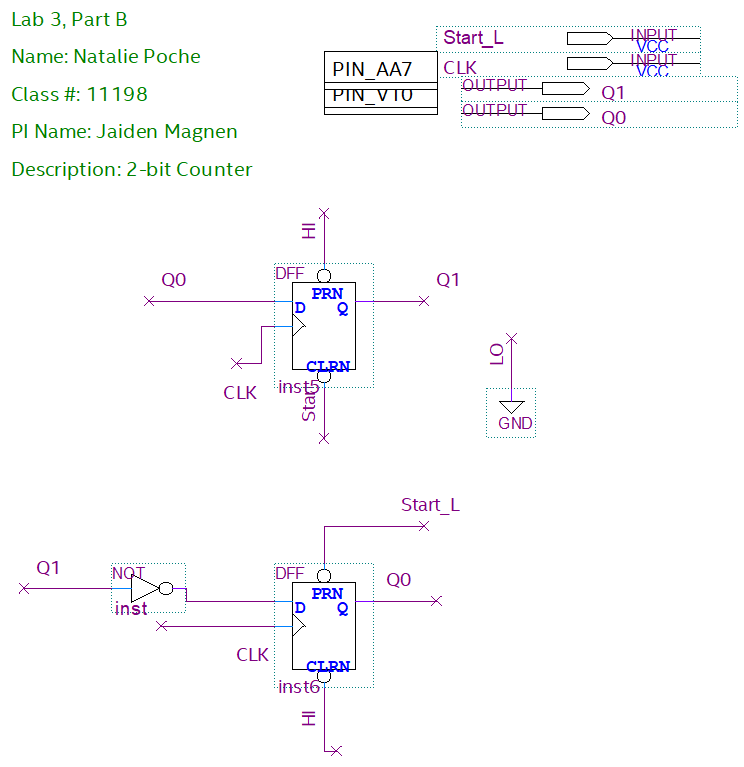 Lab 3, Part B
Name: Natalie Poche
Class #: 11198
PI Name: Jaiden Magnen
Description: 2-bit Counter
Start_L
INPUT
VCC
PIN_AA7
CLK
INPUT
VCC
PIN_V10
OUTPUT
Q1
OUTPUT
Q0
HI
DFF
Q0
PRN
D
Q
Q1
CLRN
CLK
inst5
LO
GND
Start_L
Q1
NOT
inst
DFF
Q0
PRN
D
Q
CLK
CLRN
inst6
HI